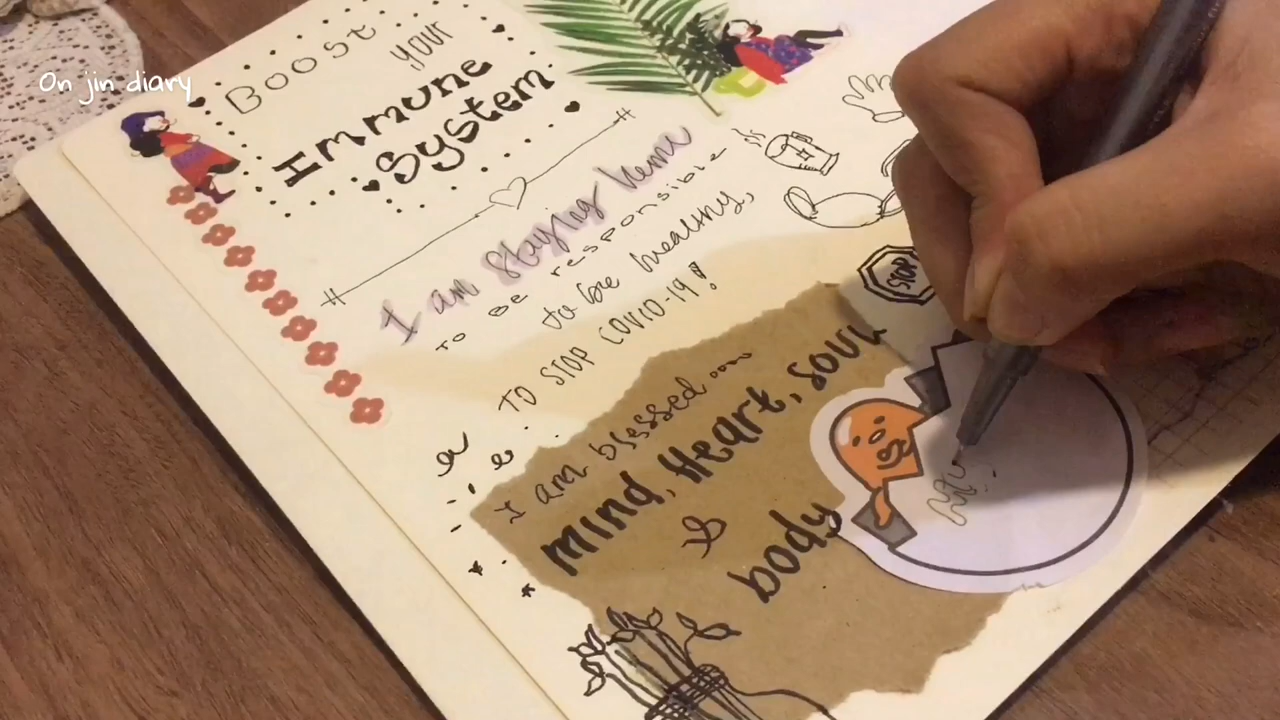 On jin diary
Boost
your
Immune
System
I am Staying home
to be responsible
to be healthy,
TO STOP COVID-19!
STOP
I am blessed
mind, Heart, Soul
&
body